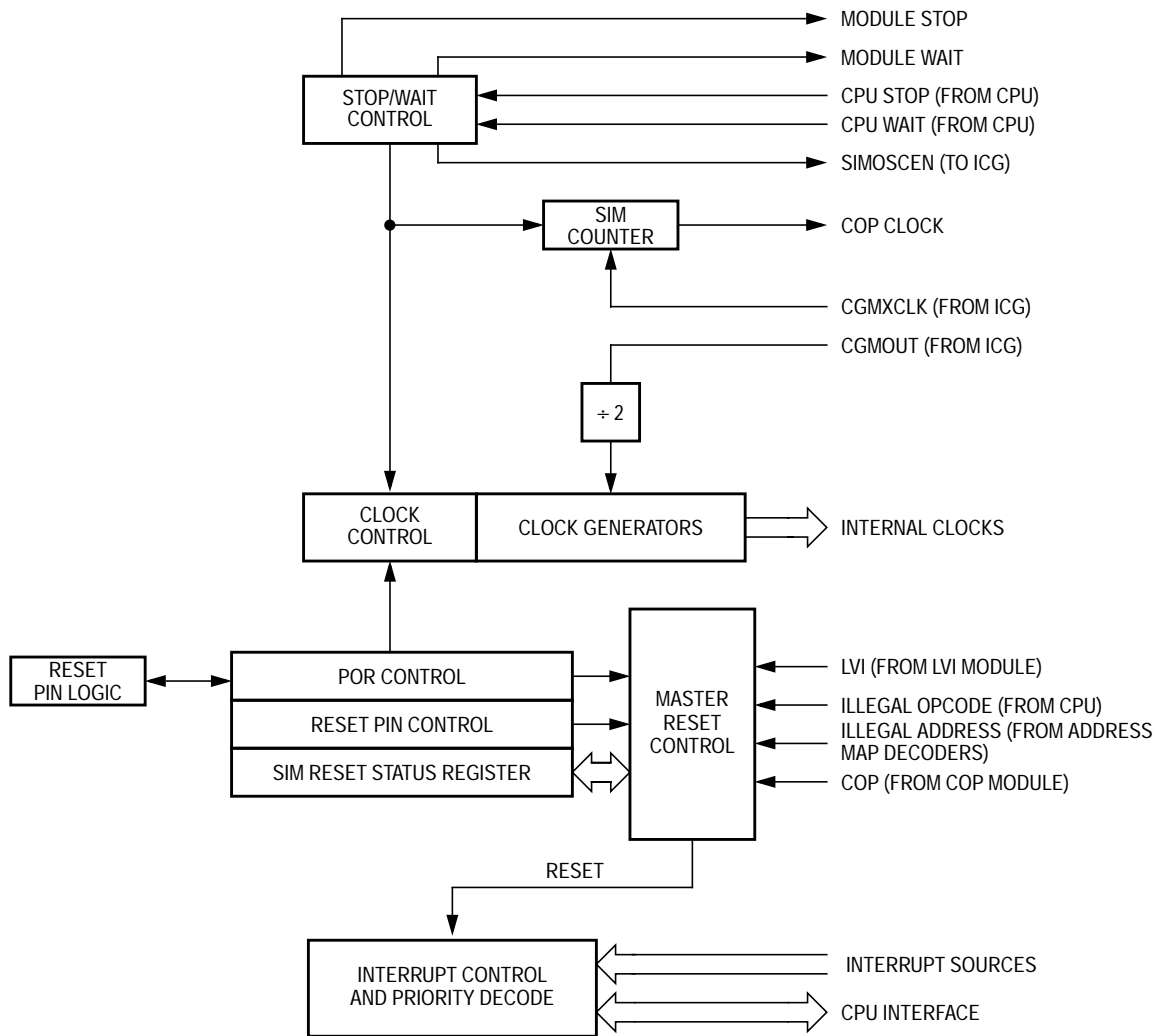 MODULE STOP
MODULE WAIT
STOP/WAIT
CONTROL
CPU STOP (FROM CPU)
CPU WAIT (FROM CPU)
SIMOSCEN (TO ICG)
SIM
COUNTER
COP CLOCK
CGMXCLK (FROM ICG)
CGMOUT (FROM ICG)
÷ 2
CLOCK
CONTROL
CLOCK GENERATORS
INTERNAL CLOCKS
RESET
PIN LOGIC
POR CONTROL
RESET PIN CONTROL
SIM RESET STATUS REGISTER
MASTER
RESET
CONTROL
LVI (FROM LVI MODULE)
ILLEGAL OPCODE (FROM CPU)
ILLEGAL ADDRESS (FROM ADDRESS
MAP DECODERS)
COP (FROM COP MODULE)
RESET
INTERRUPT CONTROL
AND PRIORITY DECODE
INTERRUPT SOURCES
CPU INTERFACE